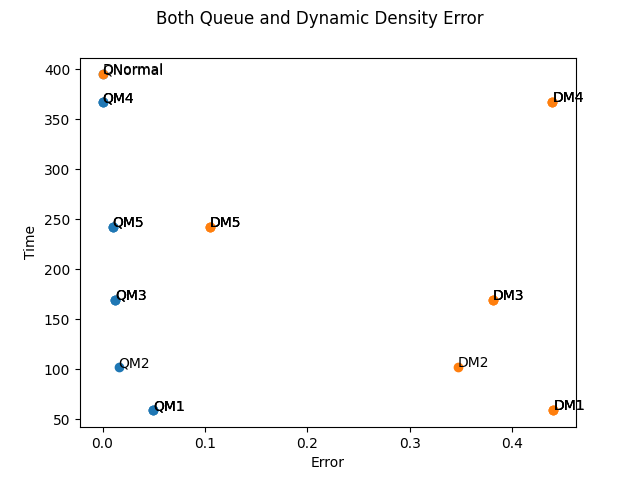 Both Queue and Dynamic Density Error
400
DNormal
QM4
DM4
350
300
250
QM5
DM5
Time
200
QM3
DM3
150
QM2
DM2
100
QM1
DM1
50
0.0
0.1
0.2
0.3
0.4
Error